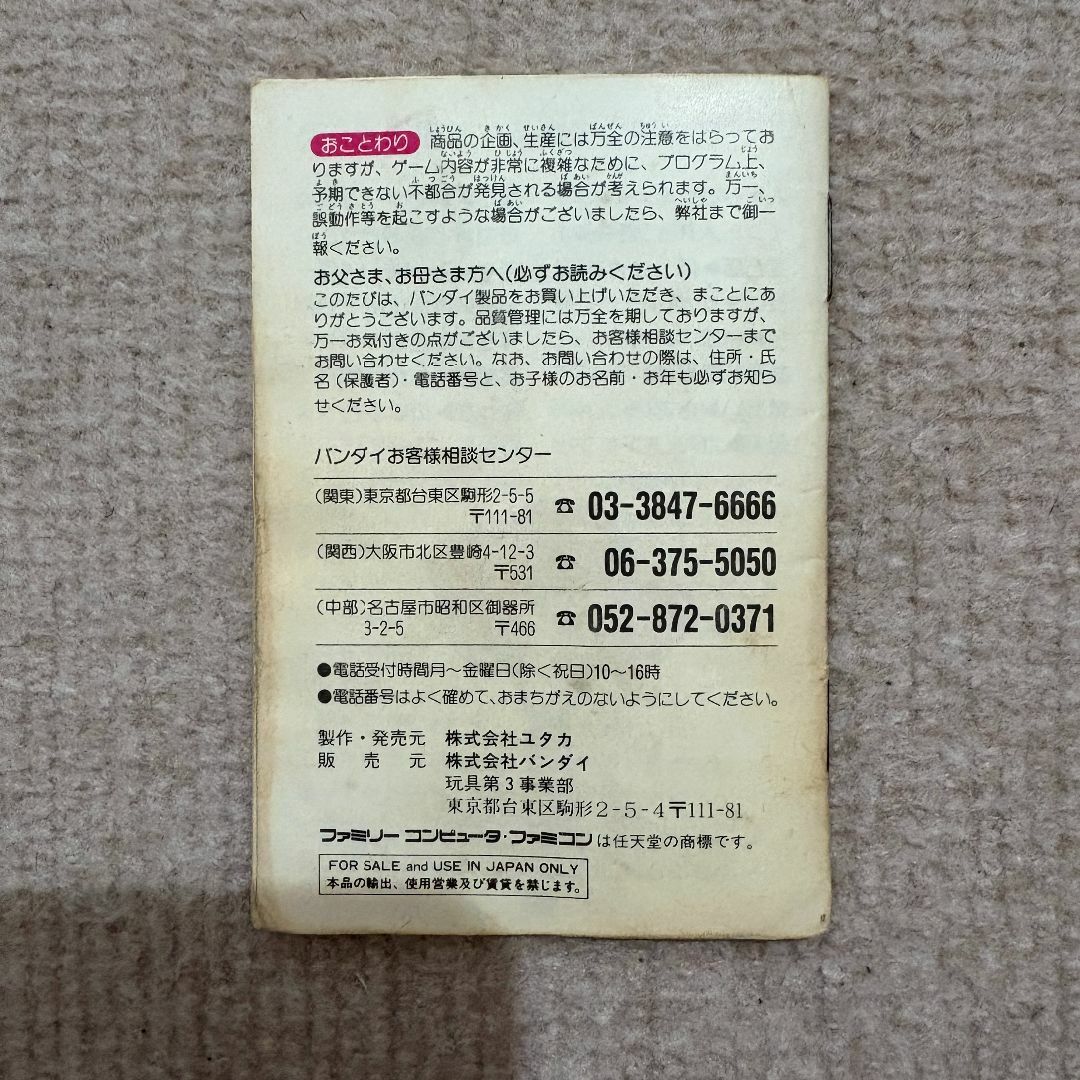 おことわり 商品の企画、生産には万全の注意をはらってお
りますが、ゲーム内容が非常に複雑なために、プログラム上、
予期できない不都合が発見される場合が考えられます。万一、
誤動作等を起こすような場合がございましたら、弊社まで御一
報ください。
お父さま、お母さま方へ(必ずお読みください)
このたびは、バンダイ製品をお買い上げいただき、まことにあ
りがとうございます。品質管理には万全を期しておりますが、
万一お気付きの点がございましたら、お客様相談センターまで
お問い合わせください。なお、お問い合わせの際は、住所・氏
名(保護者)・電話番号と、お子様のお名前・お年も必ずお知ら
せください。
バンダイお客様相談センター
(関東)東京都台東区駒形2-5-5
〒111-81
☎ 03-3847-6666
(関西)大阪市北区豊崎4-12-3
〒531
☎ 06-375-5050
(中部)名古屋市昭和区御器所
3-2-5 〒466
☎ 052-872-0371
●電話受付時間月～金曜日(除く祝日)10～16時
●電話番号はよく確めて、おまちがえのないようにしてください。
製作・発売元 株式会社ユタカ
販売元 株式会社バンダイ
玩具第3事業部
東京都台東区駒形2-5-4〒111-81
ファミリーコンピュータ・ファミコンは任天堂の商標です。
FOR SALE and USE IN JAPAN ONLY
本品の輸出、使用営業及び賃貸を禁じます。